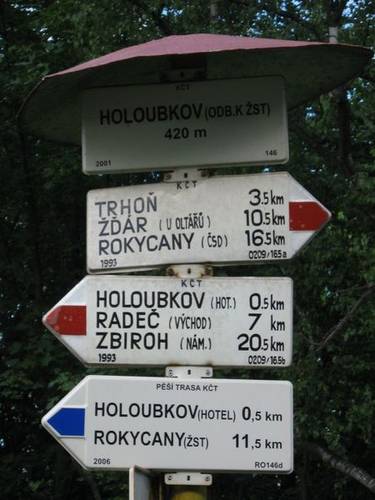 KČT
HOLOUBKOV (ODB.K ŽST)
420 m
2001 146
KČT
TRHOŇ 3.5 km
ŽĎÁR (U OLTÁŘŮ) 10.5 km
ROKYCANY (ČSD) 16.5 km
1993 0209/165a
KČT
HOLOUBKOV (HOT.) 0.5 km
RADEČ (VÝCHOD) 7 km
ZBIROH (NÁM.) 20.5 km
1993 0209/165b
PĚŠÍ TRASA KČT
HOLOUBKOV(HOTEL) 0,5 km
ROKYCANY(ŽST) 11,5 km
2006 RO146d